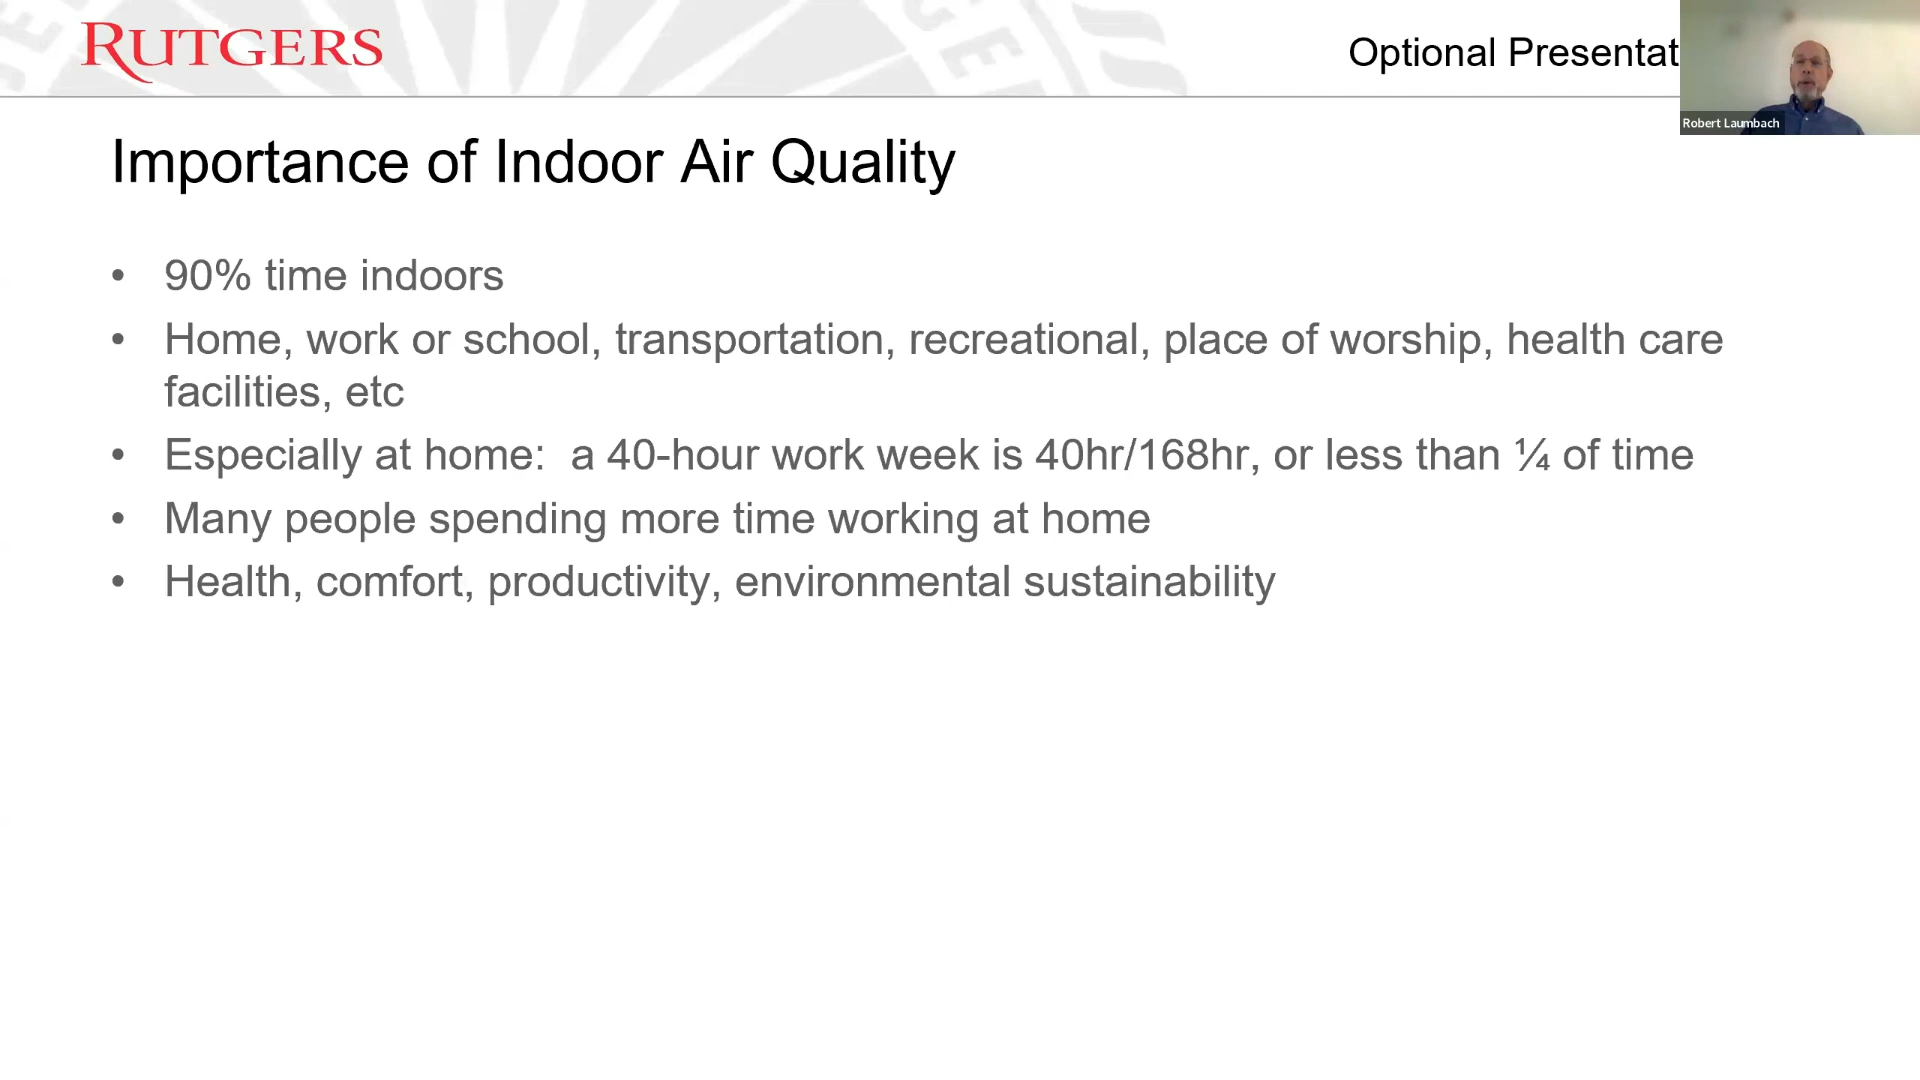 RUTGERS
Optional Presentat
Robert Laumbach
Importance of Indoor Air Quality
• 90% time indoors
• Home, work or school, transportation, recreational, place of worship, health care
facilities, etc
• Especially at home:  a 40-hour work week is 40hr/168hr, or less than ¼ of time
• Many people spending more time working at home
• Health, comfort, productivity, environmental sustainability